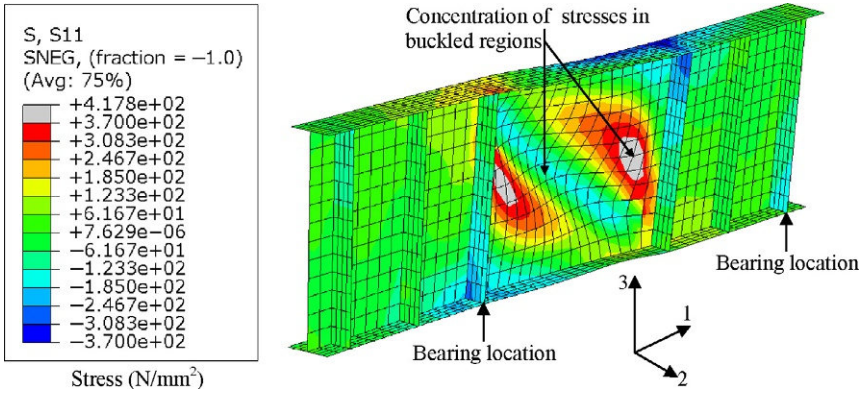 S, S11
SNEG, (fraction = −1.0)
(Avg: 75%)
+4.178e+02
+3.700e+02
+3.083e+02
+2.467e+02
+1.850e+02
+1.233e+02
+6.167e+01
+7.629e−06
−6.167e+01
−1.233e+02
−1.850e+02
−2.467e+02
−3.083e+02
−3.700e+02
Stress (N/mm²)
Concentration of stresses in
buckled regions
Bearing location
Bearing location
3
1
2